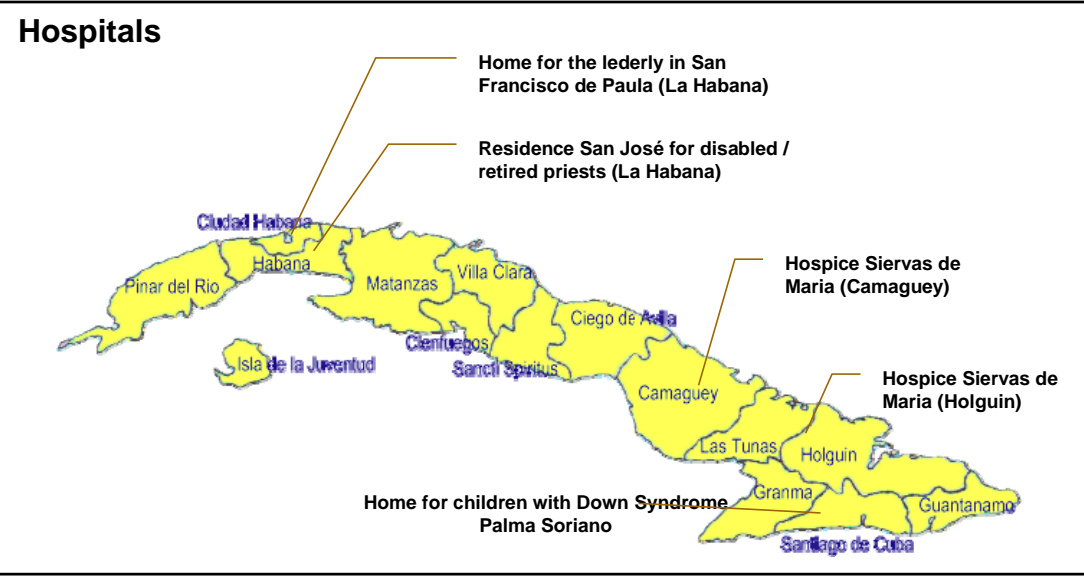 Hospitals
Home for the lederly in San
Francisco de Paula (La Habana)
Residence San José for disabled /
retired priests (La Habana)
Ciudad Habana
Habana
Pinar del Rio
Matanzas
Villa Clara
Hospice Siervas de
Maria (Camaguey)
Ciego de Avila
Cienfuegos
Sancti Spiritus
Isla de la Juventud
Camaguey
Hospice Siervas de
Maria (Holguin)
Las Tunas
Holguin
Granma
Guantanamo
Home for children with Down Syndrome
Palma Soriano
Santiago de Cuba